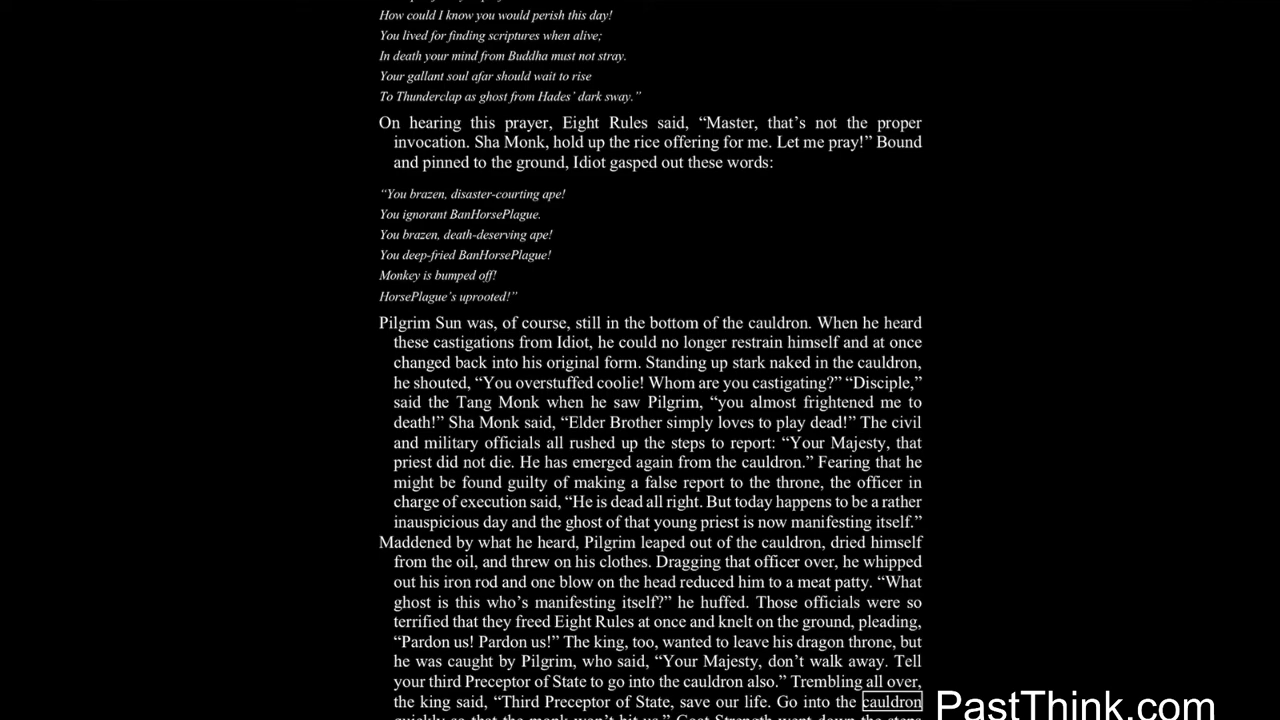 How could I know you would perish this day!
You lived for finding scriptures when alive;
In death your mind from Buddha must not stray.
Your gallant soul afar should wait to rise
To Thunderclap as ghost from Hades’ dark sway.”
On hearing this prayer, Eight Rules said, “Master, that’s not the proper
invocation. Sha Monk, hold up the rice offering for me. Let me pray!” Bound
and pinned to the ground, Idiot gasped out these words:
“You brazen, disaster-courting ape!
You ignorant BanHorsePlague.
You brazen, death-deserving ape!
You deep-fried BanHorsePlague!
Monkey is bumped off!
HorsePlague’s uprooted!”
Pilgrim Sun was, of course, still in the bottom of the cauldron. When he heard
these castigations from Idiot, he could no longer restrain himself and at once
changed back into his original form. Standing up stark naked in the cauldron,
he shouted, “You overstuffed coolie! Whom are you castigating?” “Disciple,”
said the Tang Monk when he saw Pilgrim, “you almost frightened me to
death!” Sha Monk said, “Elder Brother simply loves to play dead!” The civil
and military officials all rushed up the steps to report: “Your Majesty, that
priest did not die. He has emerged again from the cauldron.” Fearing that he
might be found guilty of making a false report to the throne, the officer in
charge of execution said, “He is dead all right. But today happens to be a rather
inauspicious day and the ghost of that young priest is now manifesting itself.”
Maddened by what he heard, Pilgrim leaped out of the cauldron, dried himself
from the oil, and threw on his clothes. Dragging that officer over, he whipped
out his iron rod and one blow on the head reduced him to a meat patty. “What
ghost is this who’s manifesting itself?” he huffed. Those officials were so
terrified that they freed Eight Rules at once and knelt on the ground, pleading,
“Pardon us! Pardon us!” The king, too, wanted to leave his dragon throne, but
he was caught by Pilgrim, who said, “Your Majesty, don’t walk away. Tell
your third Preceptor of State to go into the cauldron also.” Trembling all over,
the king said, “Third Preceptor of State, save our life. Go into the cauldron
PastThink.com